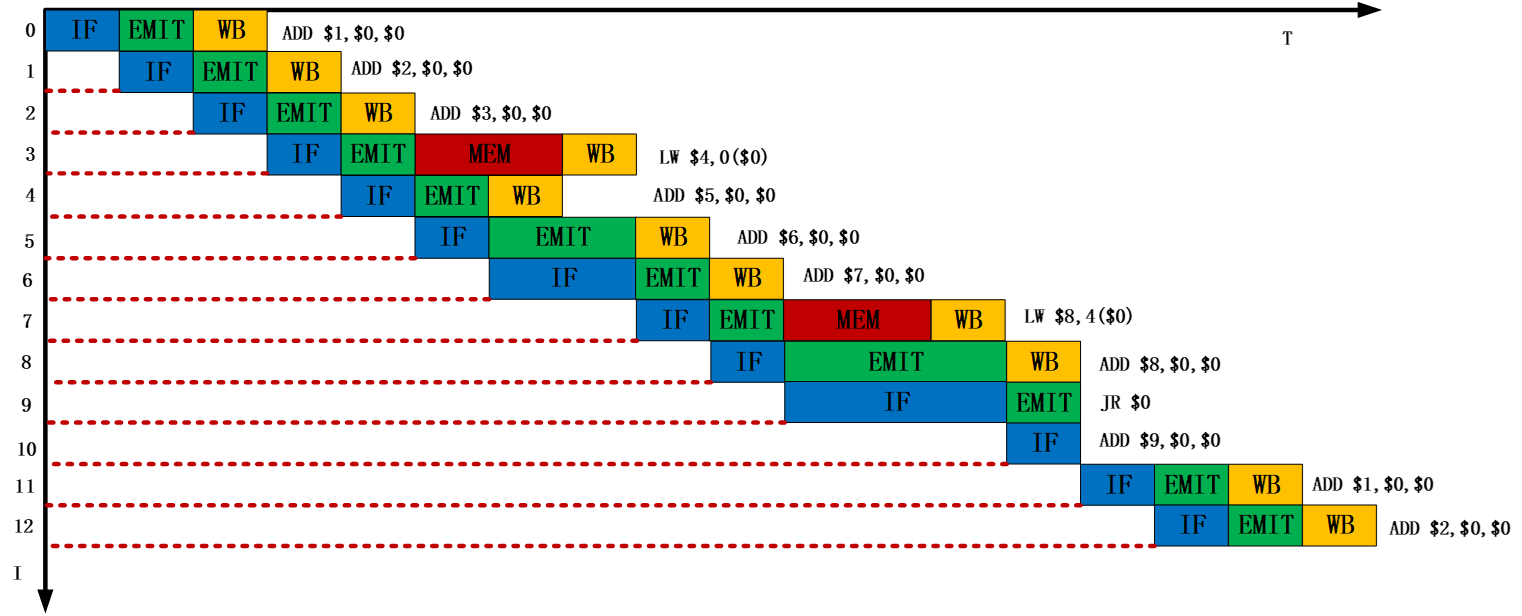 T
0 IF EMIT WB ADD $1,$0,$0
1 IF EMIT WB ADD $2,$0,$0
2 IF EMIT WB ADD $3,$0,$0
3 IF EMIT MEM WB LW $4,0($0)
4 IF EMIT WB ADD $5,$0,$0
5 IF EMIT WB ADD $6,$0,$0
6 IF EMIT WB ADD $7,$0,$0
7 IF EMIT MEM WB LW $8,4($0)
8 IF EMIT WB ADD $8,$0,$0
9 IF EMIT JR $0
10 IF ADD $9,$0,$0
11 IF EMIT WB ADD $1,$0,$0
12 IF EMIT WB ADD $2,$0,$0
I